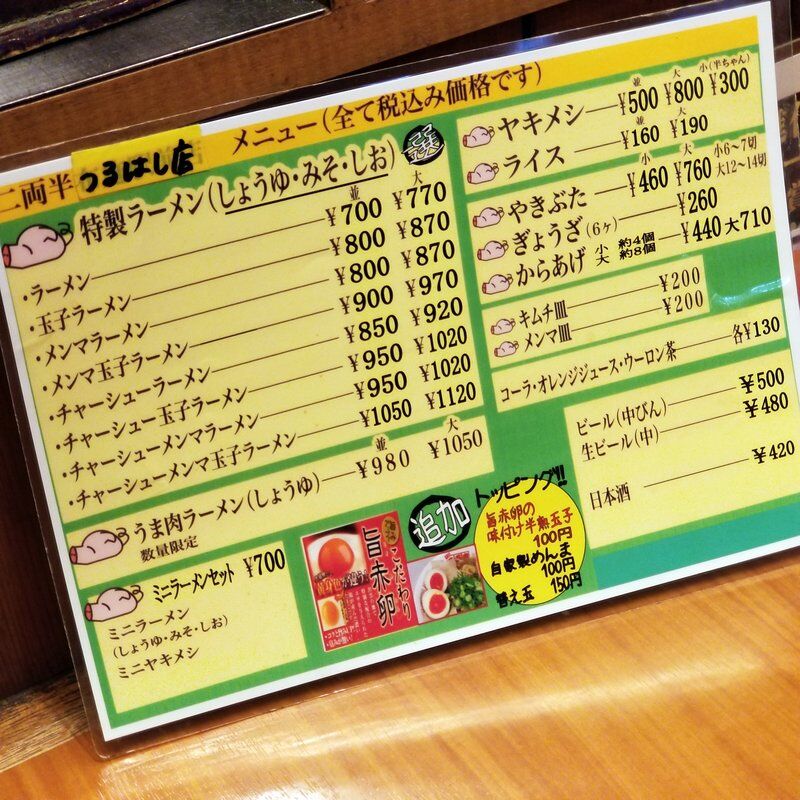 二両半 つるはし店 メニュー(全て税込み価格です)
特製ラーメン(しょうゆ・みそ・しお) 選
並 大
・ラーメン ¥700 ¥770
・玉子ラーメン ¥800 ¥870
・メンマラーメン ¥800 ¥870
・メンマ玉子ラーメン ¥900 ¥970
・チャーシューラーメン ¥850 ¥920
・チャーシュー玉子ラーメン ¥950 ¥1020
・チャーシューメンマラーメン ¥950 ¥1020
・チャーシューメンマ玉子ラーメン ¥1050 ¥1120
並 大
うま肉ラーメン(しょうゆ) ¥980 ¥1050
数量限定
ミニラーメンセット ¥700
ミニラーメン
(しょうゆ・みそ・しお)
ミニヤキメシ
並 大 小(半ちゃん)
ヤキメシ ¥500 ¥800 ¥300
並 大
ライス ¥160 ¥190
小 大 小6〜7切
やきぶた ¥460 ¥760 大12〜14切
ぎょうざ(6ヶ) ¥260
からあげ 小 約4個 大 約8個 ¥440 大710
キムチ皿 ¥200
メンマ皿 ¥200
コーラ・オレンジジュース・ウーロン茶 各¥130
ビール(中びん) ¥500
生ビール(中) ¥480
日本酒 ¥420
追加
トッピング!!
旨赤卵の
味付け半熟玉子
100円
自家製めんま
100円
替え玉 150円
こだわり
旨赤卵